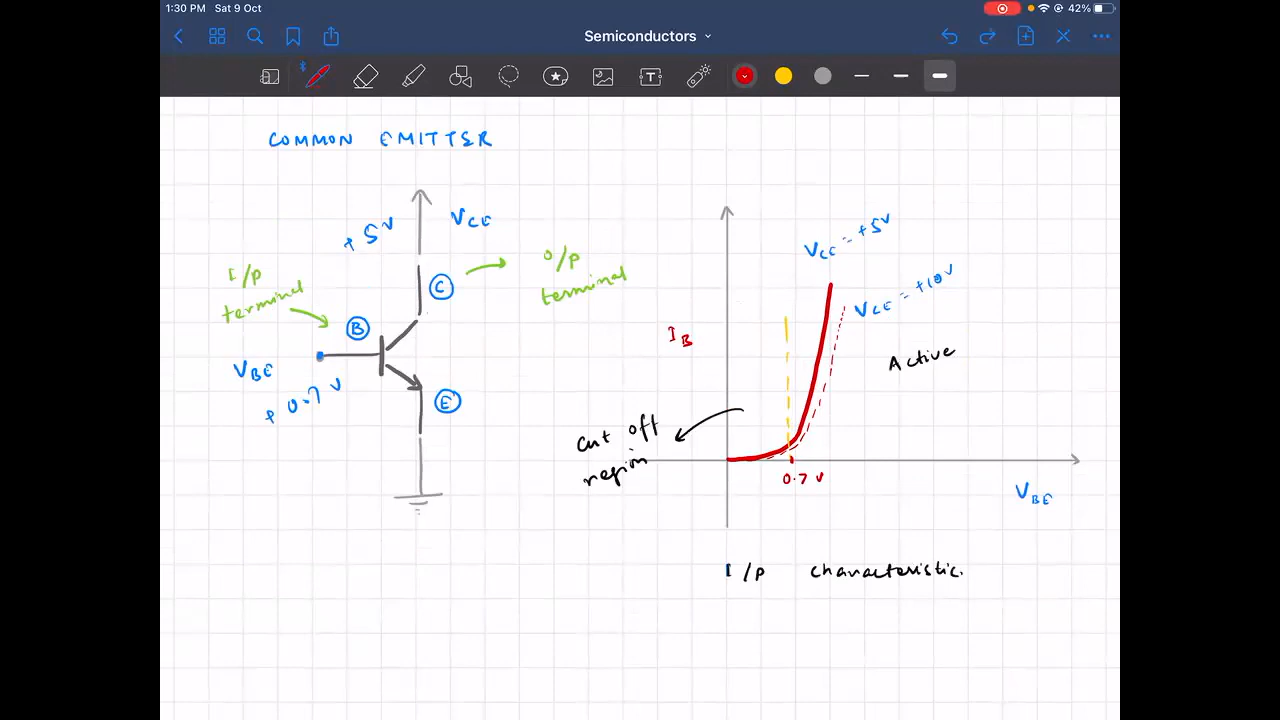 1:30 PM Sat 9 Oct
42%
Semiconductors
T
COMMON EMITTER
VCE
+5V
I/P
terminal
C
O/P
terminal
B
VBE
+0.7V
E
VCE = +5V
VCE = +10V
IB
Active
cut off
region
0.7 V
VBE
I/P characteristic.